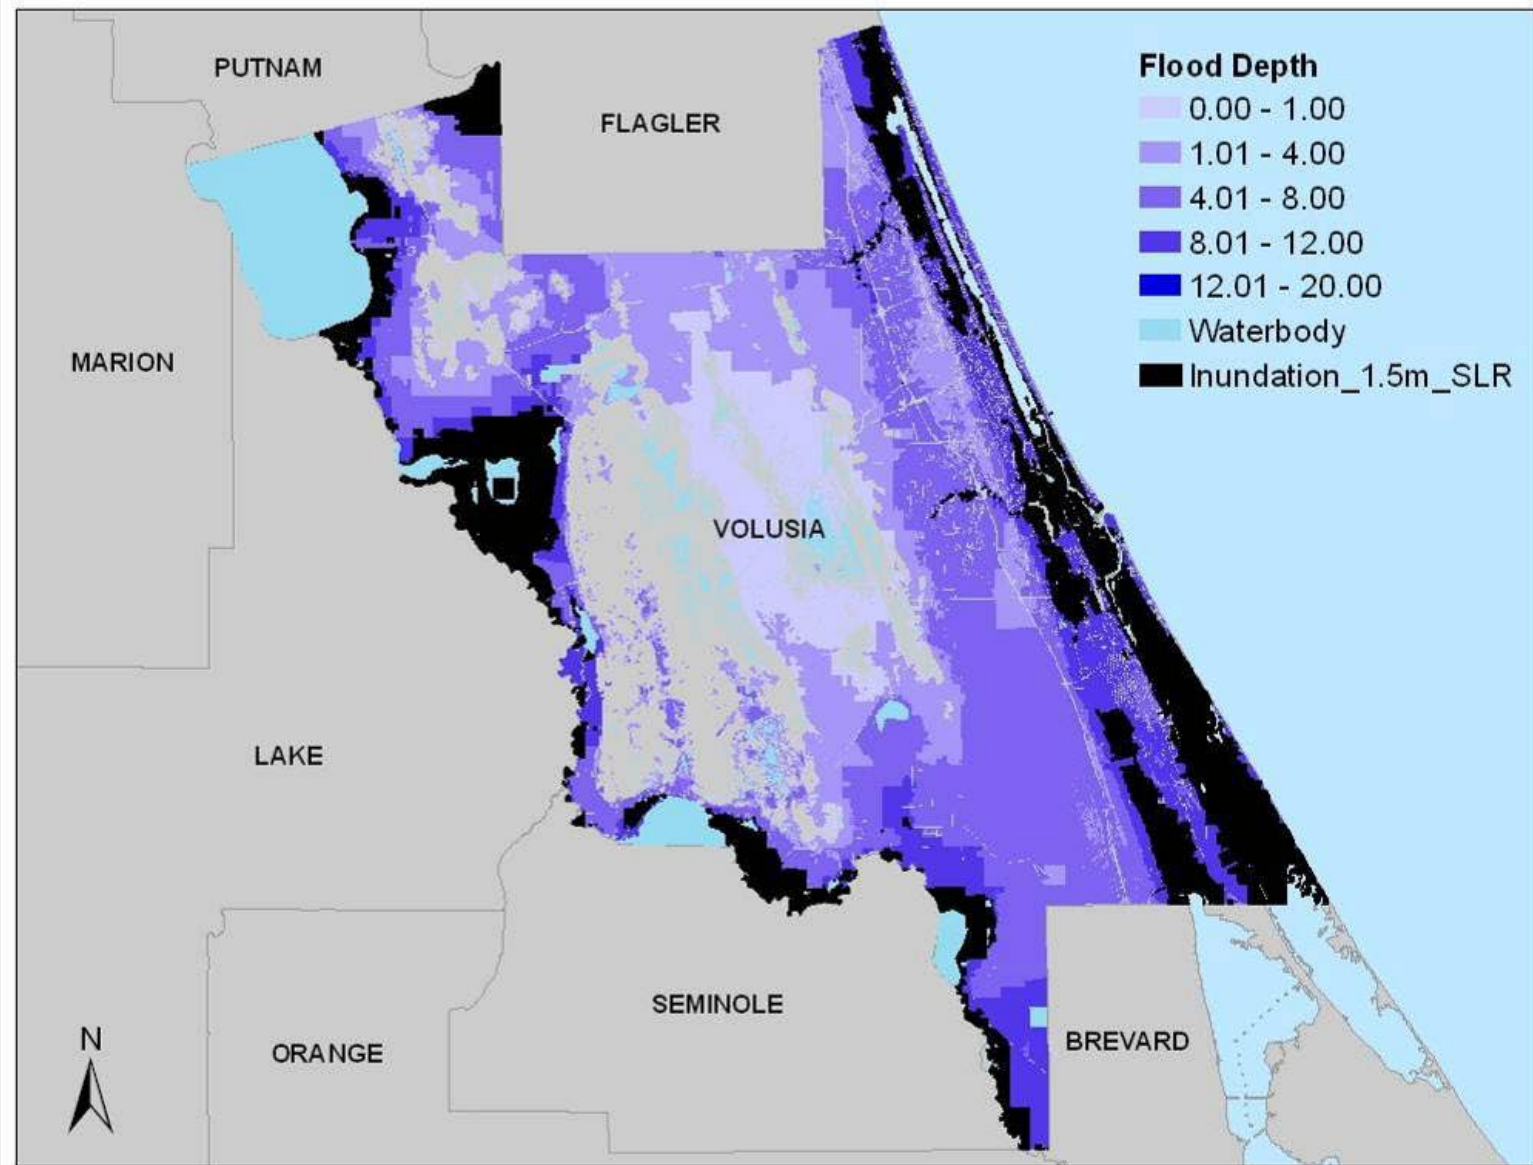 PUTNAM
FLAGLER
Flood Depth
0.00 - 1.00
1.01 - 4.00
4.01 - 8.00
8.01 - 12.00
12.01 - 20.00
Waterbody
Inundation_1.5m_SLR
MARION
VOLUSIA
LAKE
SEMINOLE
N
ORANGE
BREVARD